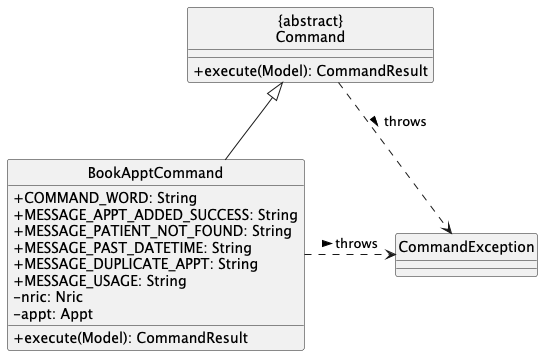 {abstract}
Command
+execute(Model): CommandResult
throws
BookApptCommand
+COMMAND_WORD: String
+MESSAGE_APPT_ADDED_SUCCESS: String
+MESSAGE_PATIENT_NOT_FOUND: String
+MESSAGE_PAST_DATETIME: String
+MESSAGE_DUPLICATE_APPT: String
+MESSAGE_USAGE: String
-nric: Nric
-appt: Appt
+execute(Model): CommandResult
throws
CommandException